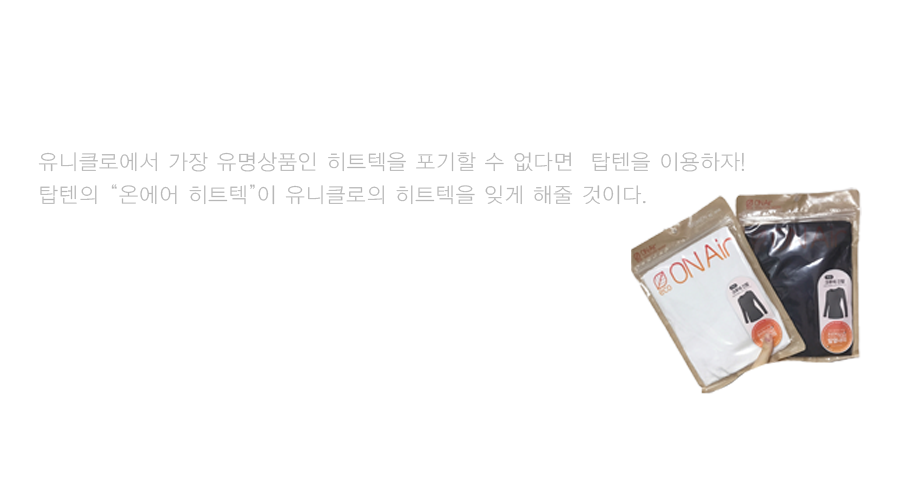 유니클로에서 가장 유명상품인 히트텍을 포기할 수 없다면 탑텐을 이용하자!
탑텐의 “온에어 히트텍”이 유니클로의 히트텍을 잊게 해줄 것이다.
ON Air
eco